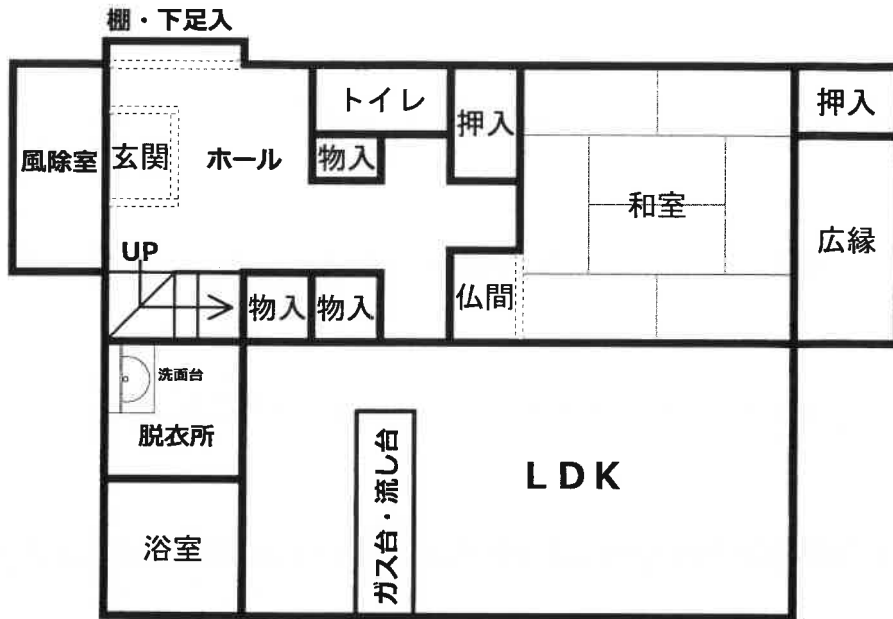 棚・下足入
トイレ
押入
押入
風除室
玄関
ホール
物入
和室
広縁
UP
物入
物入
仏間
洗面台
脱衣所
ガス台・流し台
LDK
浴室